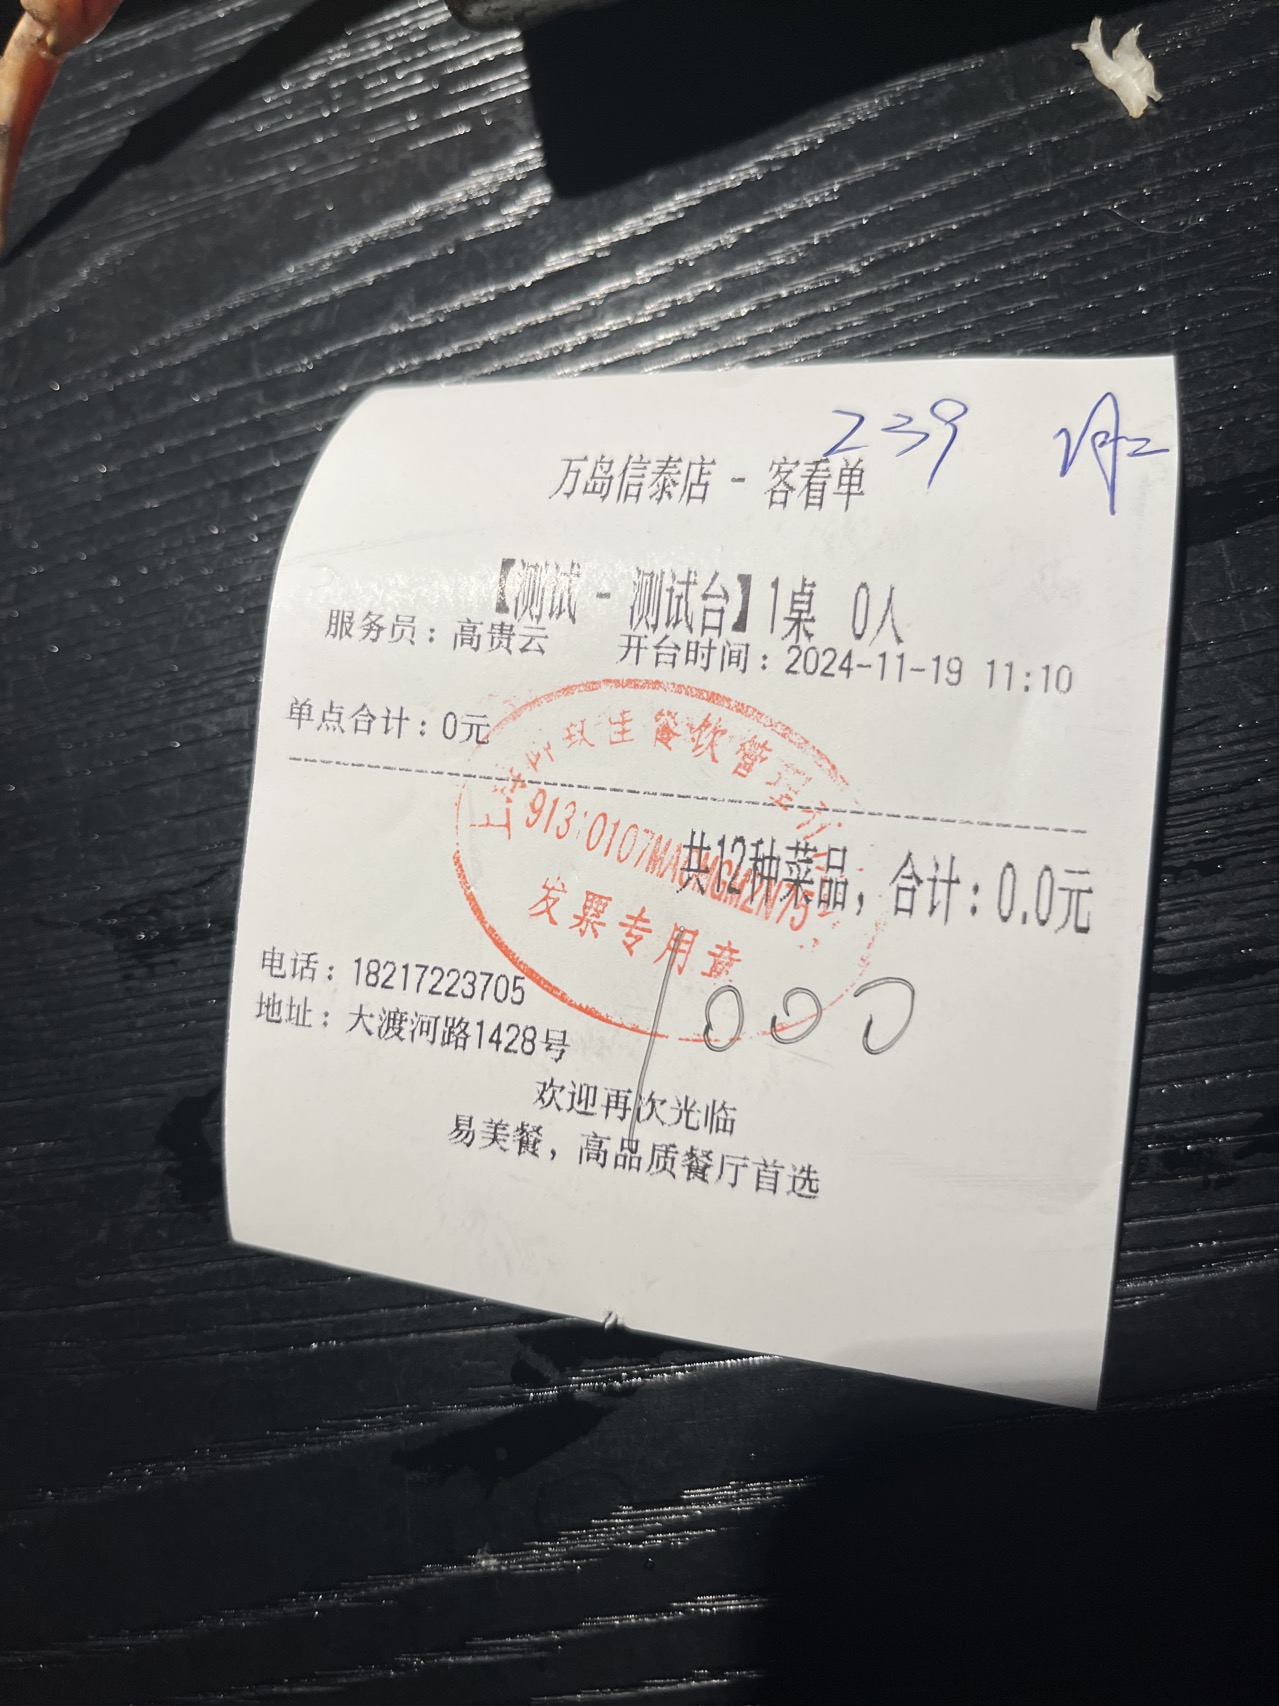 239
万岛信泰店 - 客看单
【测试 - 测试台】1桌 0人
服务员：高贵云 开台时间：2024-11-19 11:10
单点合计：0元
餐饮管理
发票专用章
共12种菜品，合计：0.0元
1000
电话：18217223705
地址：大渡河路1428号
欢迎再次光临
易美餐，高品质餐厅首选